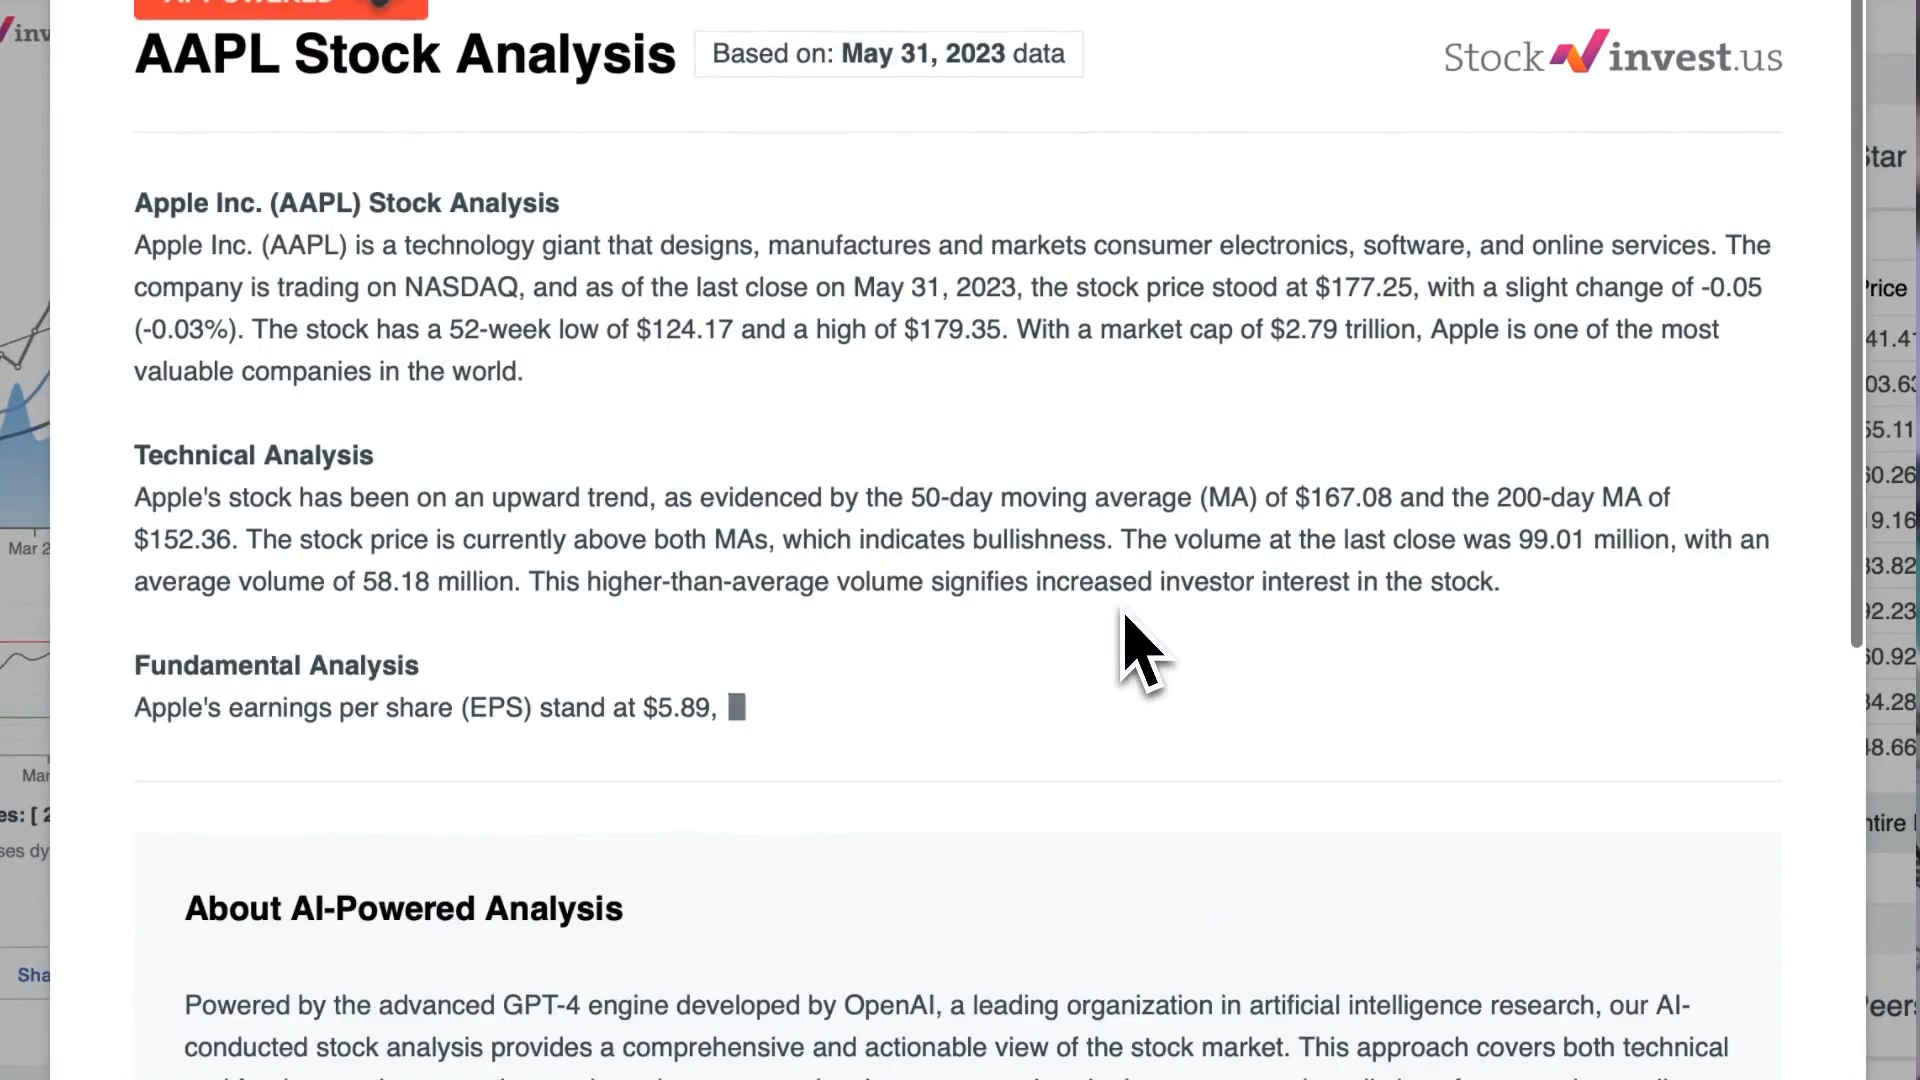 AAPL Stock Analysis
Based on: May 31, 2023 data
Stockinvest.us
Apple Inc. (AAPL) Stock Analysis
Apple Inc. (AAPL) is a technology giant that designs, manufactures and markets consumer electronics, software, and online services. The
company is trading on NASDAQ, and as of the last close on May 31, 2023, the stock price stood at $177.25, with a slight change of -0.05
(-0.03%). The stock has a 52-week low of $124.17 and a high of $179.35. With a market cap of $2.79 trillion, Apple is one of the most
valuable companies in the world.
Technical Analysis
Apple's stock has been on an upward trend, as evidenced by the 50-day moving average (MA) of $167.08 and the 200-day MA of
$152.36. The stock price is currently above both MAs, which indicates bullishness. The volume at the last close was 99.01 million, with an
average volume of 58.18 million. This higher-than-average volume signifies increased investor interest in the stock.
Fundamental Analysis
Apple's earnings per share (EPS) stand at $5.89,
About AI-Powered Analysis
Powered by the advanced GPT-4 engine developed by OpenAI, a leading organization in artificial intelligence research, our AI-
conducted stock analysis provides a comprehensive and actionable view of the stock market. This approach covers both technical